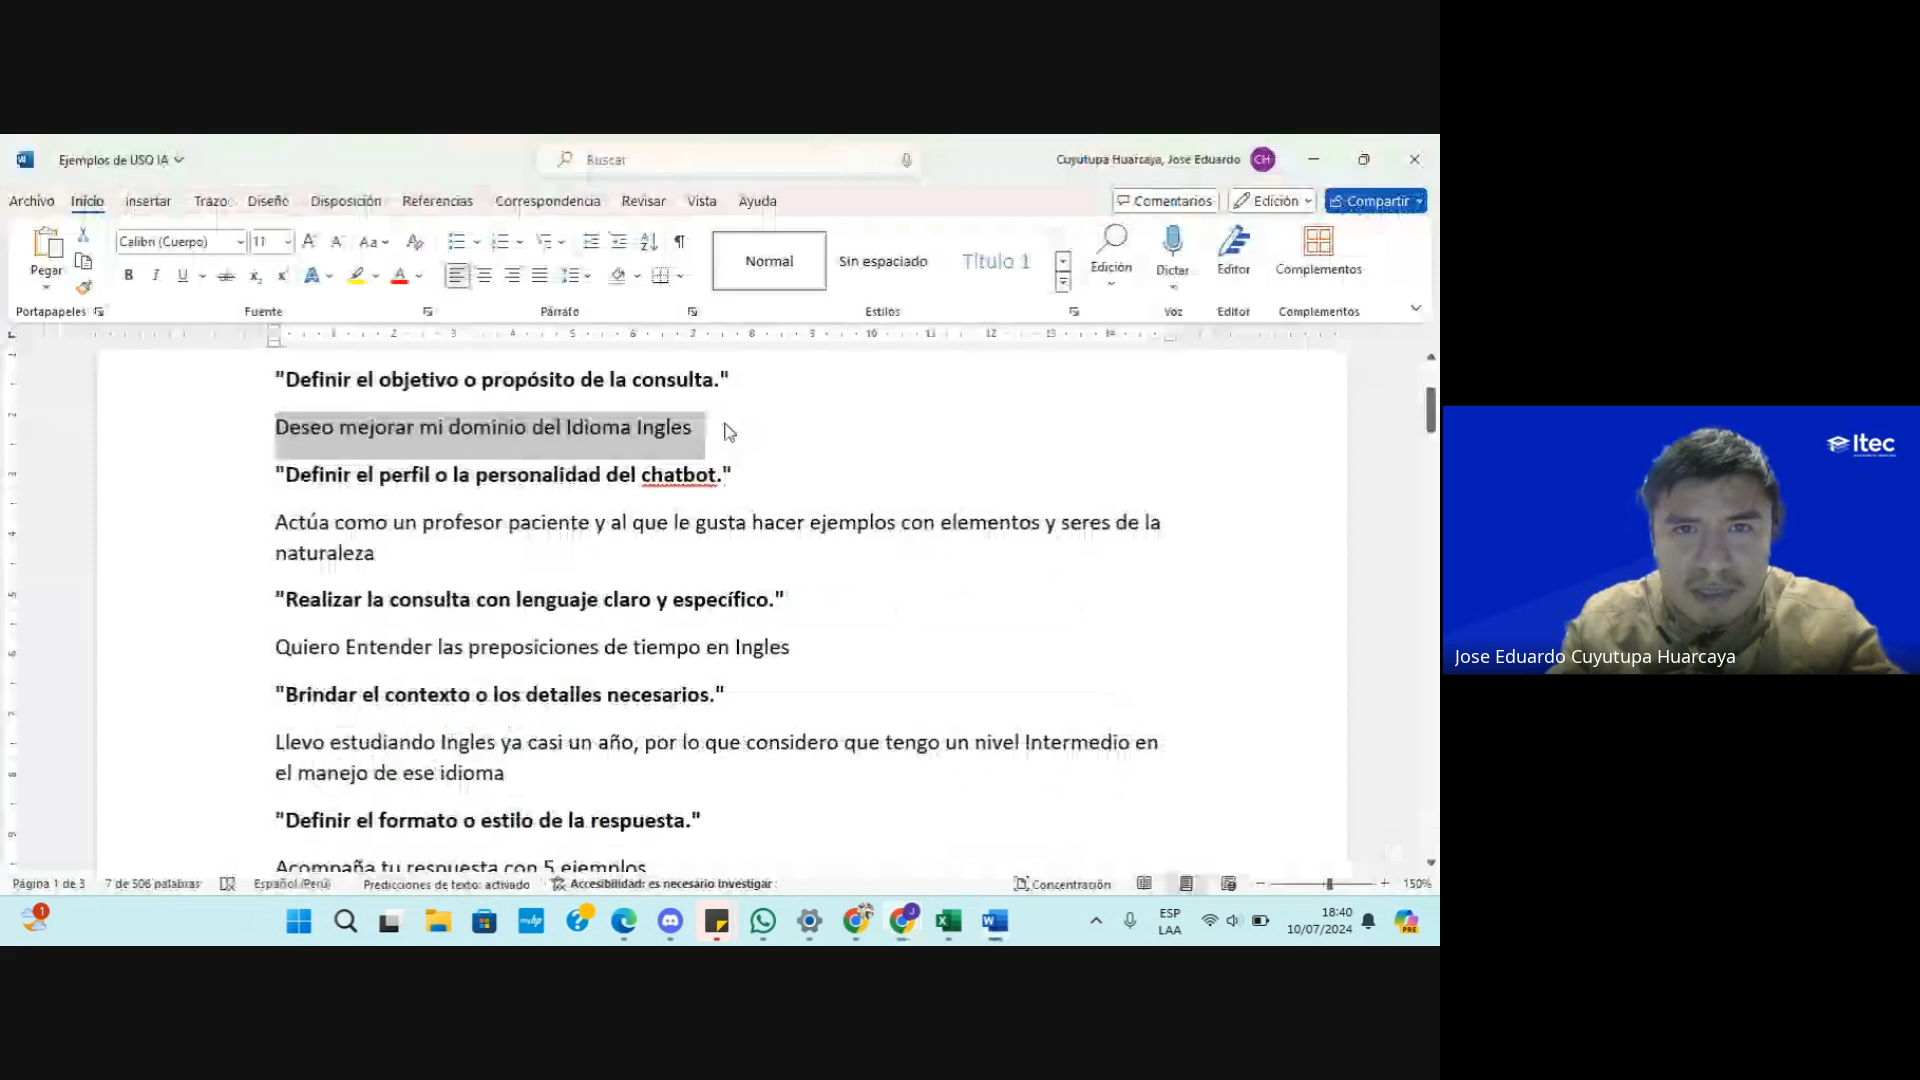 Ejemplos de USO IA
Buscar
Cuyutupa Huarcaya, Jose Eduardo
CH
Archivo
Inicio
Insertar
Diseño
Disposición
Referencias
Correspondencia
Revisar
Vista
Ayuda
Comentarios
Edición
Compartir
Pegar
Calibri (Cuerpo)
11
Normal
Sin espaciado
Título 1
Edición
Dictar
Editor
Complementos
Portapapeles
Fuente
Párrafo
Estilos
Voz
Editor
Complementos
"Definir el objetivo o propósito de la consulta."
Deseo mejorar mi dominio del Idioma Ingles
"Definir el perfil o la personalidad del chatbot."
Actúa como un profesor paciente y al que le gusta hacer ejemplos con elementos y seres de la
naturaleza
"Realizar la consulta con lenguaje claro y específico."
Quiero Entender las preposiciones de tiempo en Ingles
"Brindar el contexto o los detalles necesarios."
Llevo estudiando Ingles ya casi un año, por lo que considero que tengo un nivel Intermedio en
el manejo de ese idioma
"Definir el formato o estilo de la respuesta."
Acompaña tu respuesta con 5 ejemplos
Página 1 de 3
7 de 506 palabras
Español (Perú)
Predicciones de texto: activado
Accesibilidad: es necesario investigar
Concentración
150%
ESP
LAA
18:40
10/07/2024
Itec
Jose Eduardo Cuyutupa Huarcaya